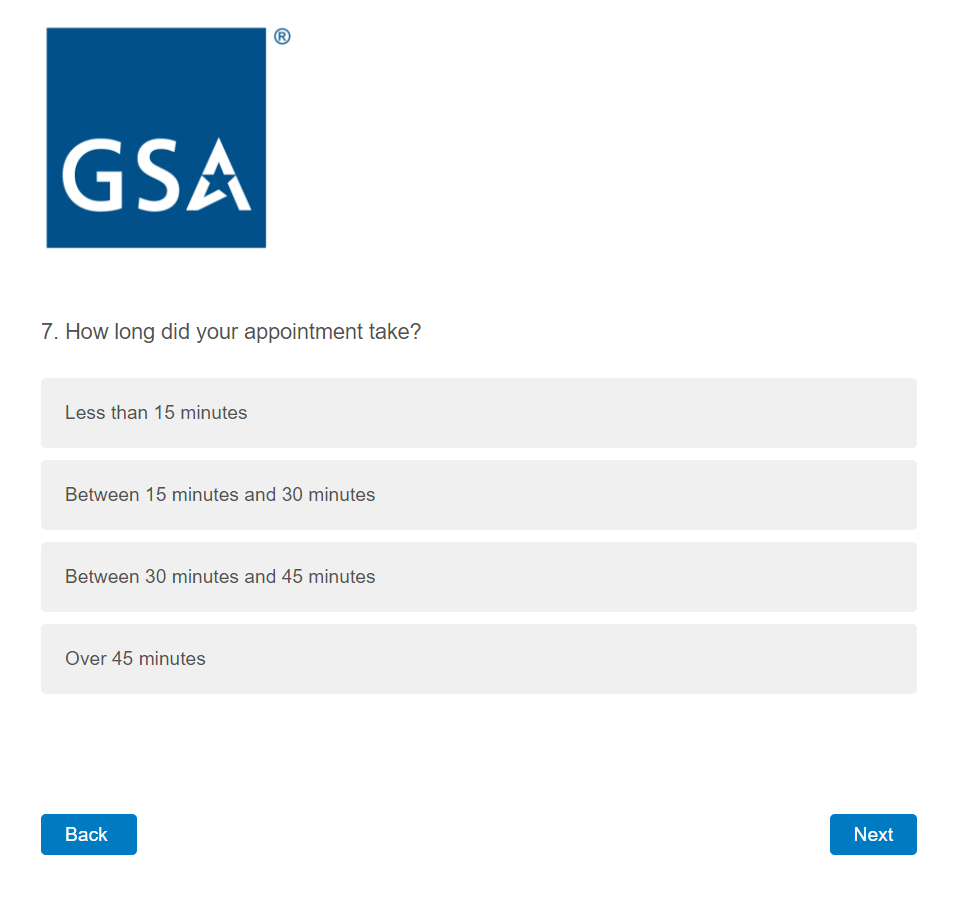 GSA®
7. How long did your appointment take?
Less than 15 minutes
Between 15 minutes and 30 minutes
Between 30 minutes and 45 minutes
Over 45 minutes
Back
Next